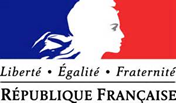 Liberté • Égalité • Fraternité
RÉPUBLIQUE FRANÇAISE